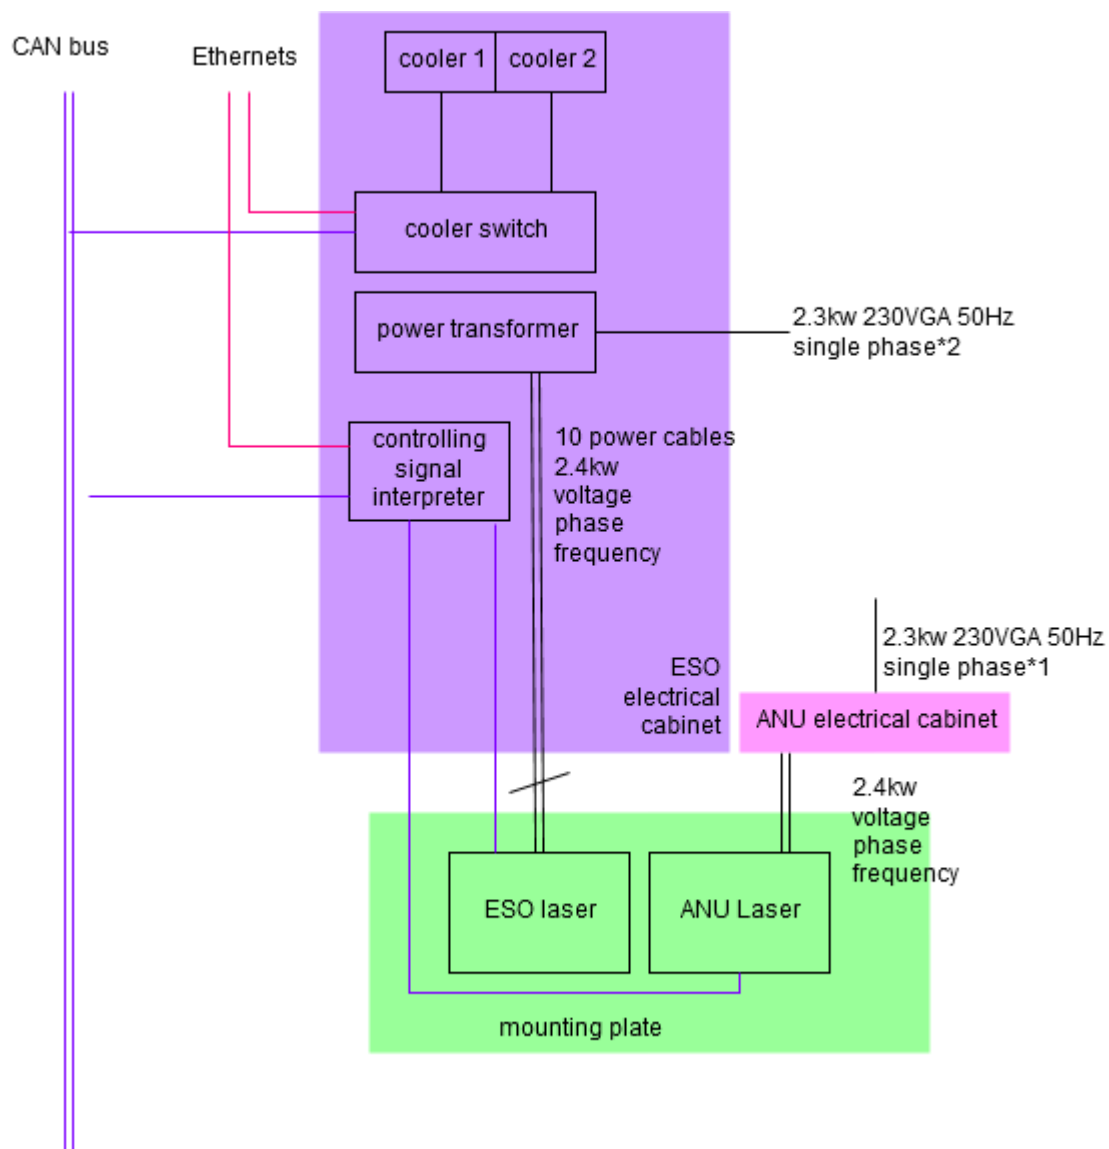 CAN bus
Ethernets
cooler 1
cooler 2
cooler switch
power transformer
2.3kw 230VGA 50Hz
single phase*2
controlling
signal
interpreter
10 power cables
2.4kw
voltage
phase
frequency
2.3kw 230VGA 50Hz
single phase*1
ESO
electrical
cabinet
ANU electrical cabinet
2.4kw
voltage
phase
frequency
ESO laser
ANU Laser
mounting plate